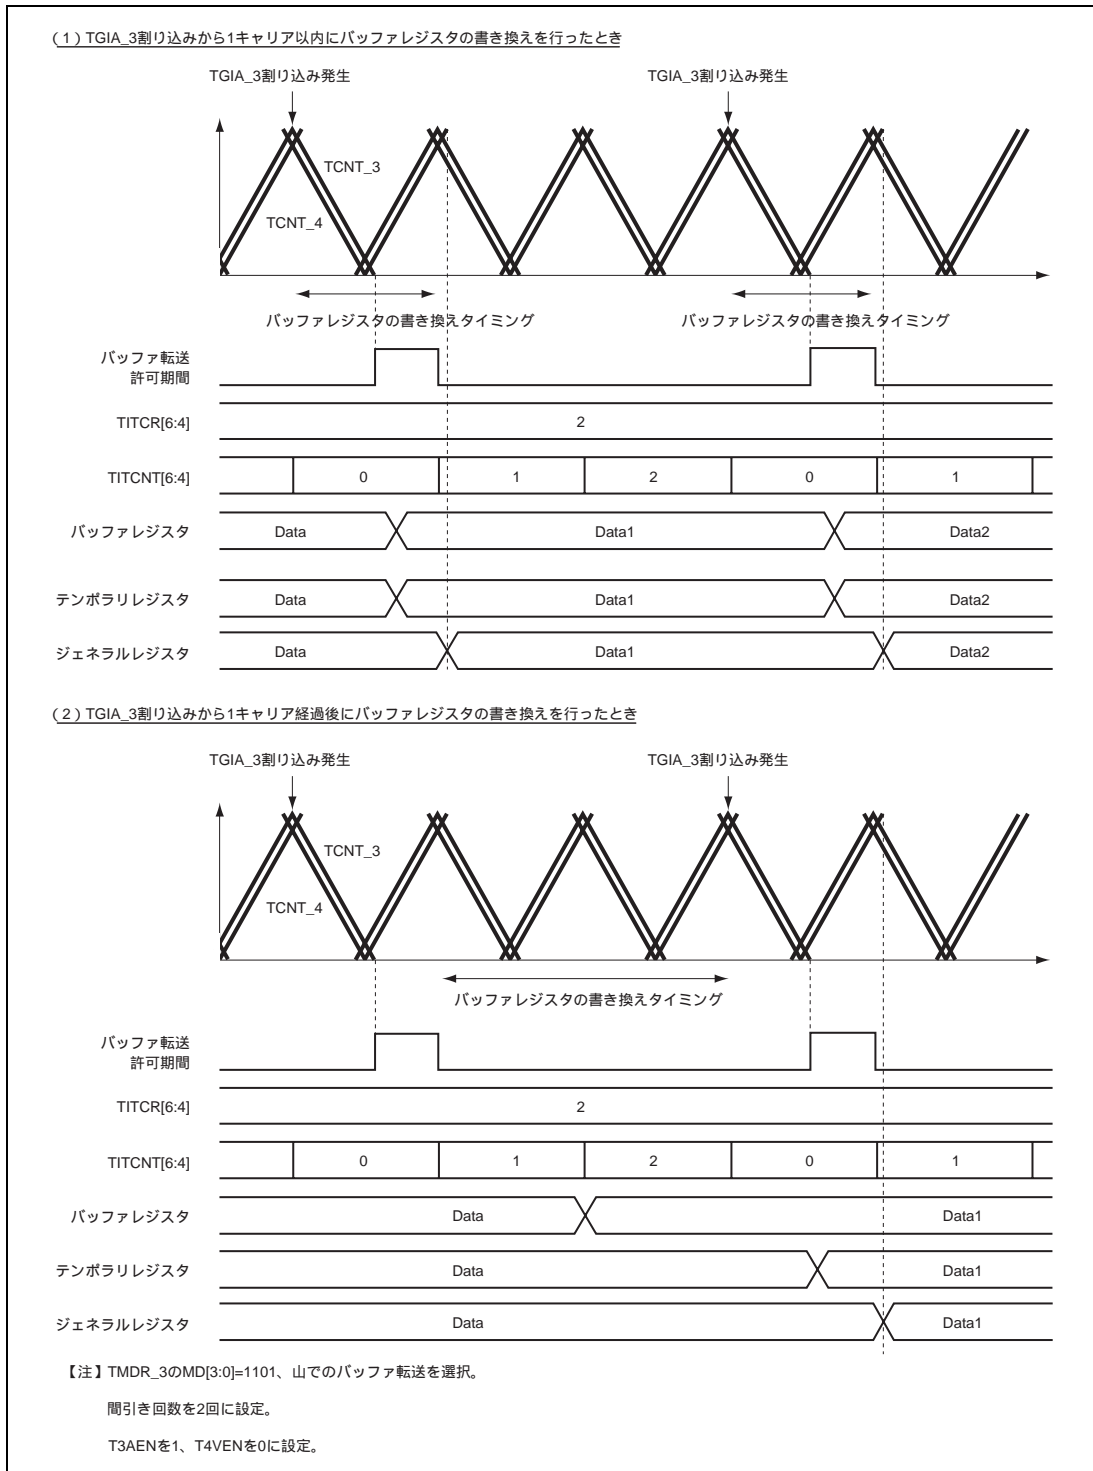 （1）TGIA_3割り込みから1キャリア以内にバッファレジスタの書き換えを行ったとき
TGIA_3割り込み発生 TGIA_3割り込み発生
TCNT_3
TCNT_4
バッファレジスタの書き換えタイミング バッファレジスタの書き換えタイミング
バッファ転送
許可期間
TITCR[6:4] 2
TITCNT[6:4] 0 1 2 0 1
バッファレジスタ Data Data1 Data2
テンポラリレジスタ Data Data1 Data2
ジェネラルレジスタ Data Data1 Data2
（2）TGIA_3割り込みから1キャリア経過後にバッファレジスタの書き換えを行ったとき
TGIA_3割り込み発生 TGIA_3割り込み発生
TCNT_3
TCNT_4
バッファレジスタの書き換えタイミング
バッファ転送
許可期間
TITCR[6:4] 2
TITCNT[6:4] 0 1 2 0 1
バッファレジスタ Data Data1
テンポラリレジスタ Data Data1
ジェネラルレジスタ Data Data1
【注】TMDR_3のMD[3:0]=1101、山でのバッファ転送を選択。
間引き回数を2回に設定。
T3AENを1、T4VENを0に設定。